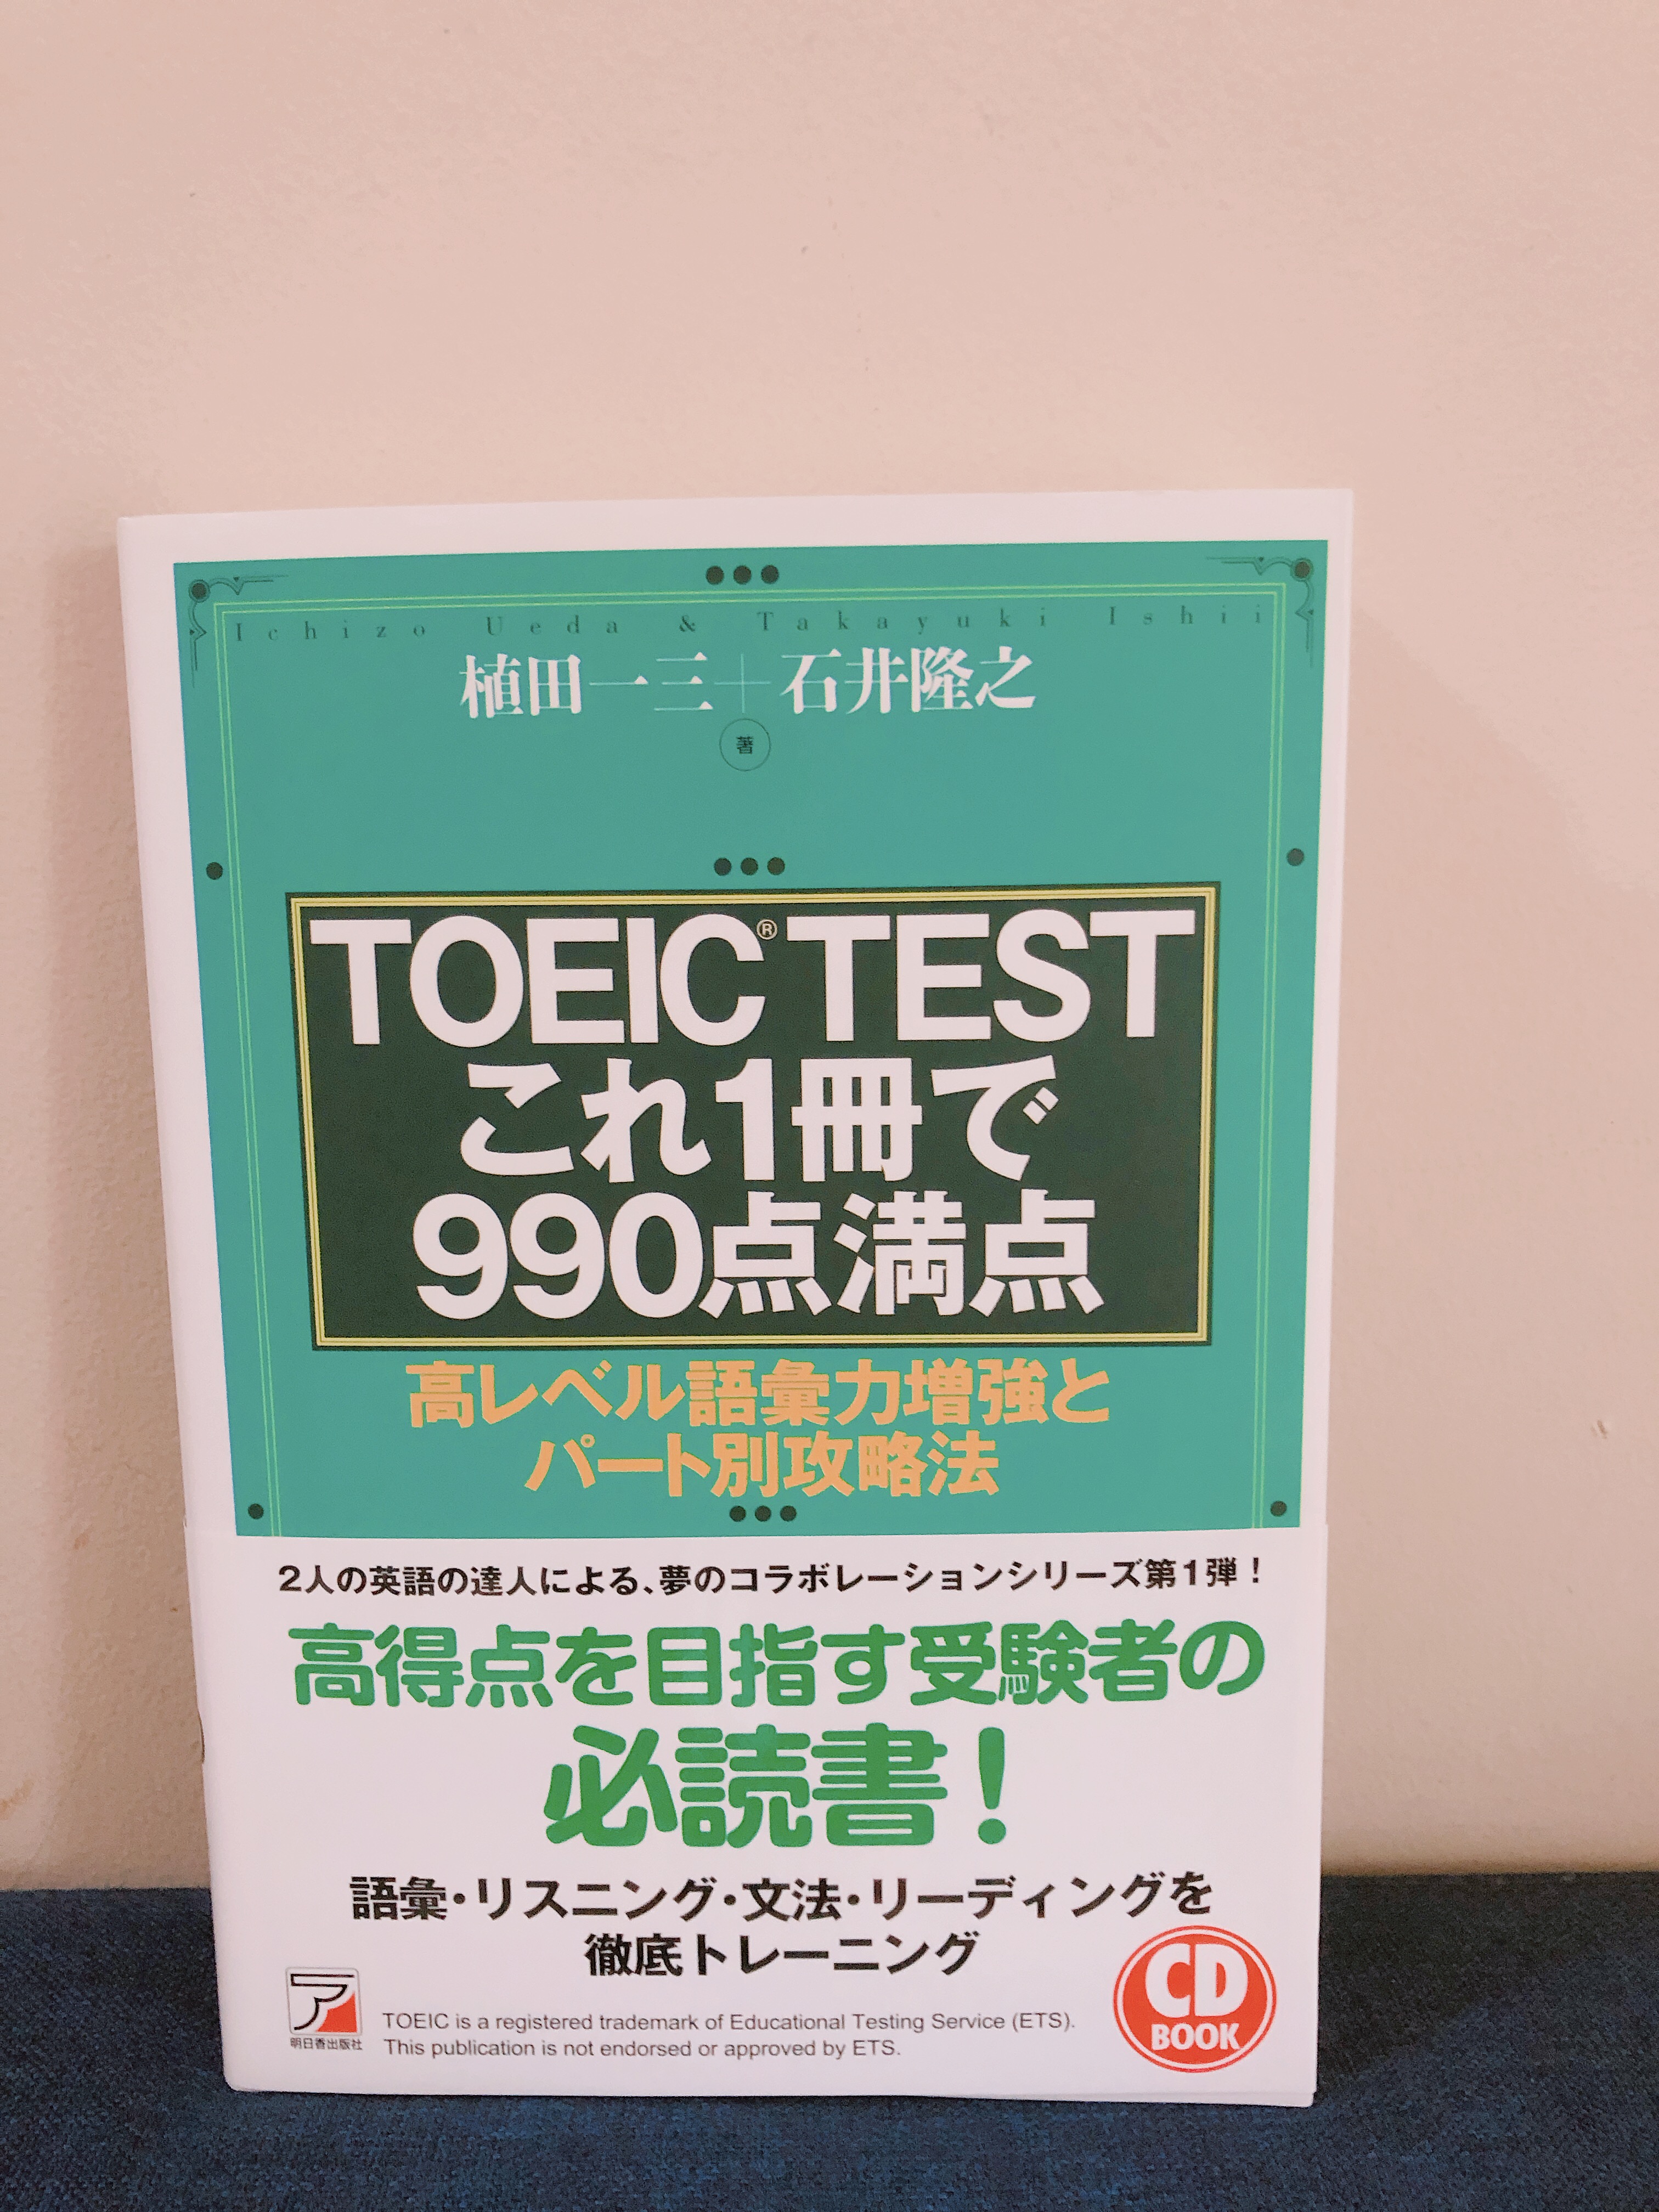 Ichizo Ueda & Takayuki Ishii
植田一三+石井隆之
著
TOEIC® TEST
これ1冊で
990点満点
高レベル語彙力増強と
パート別攻略法
2人の英語の達人による、夢のコラボレーションシリーズ第1弾!
高得点を目指す受験者の
必読書!
語彙・リスニング・文法・リーディングを
徹底トレーニング
ア
明日香出版社
TOEIC is a registered trademark of Educational Testing Service (ETS).
This publication is not endorsed or approved by ETS.
CD
BOOK